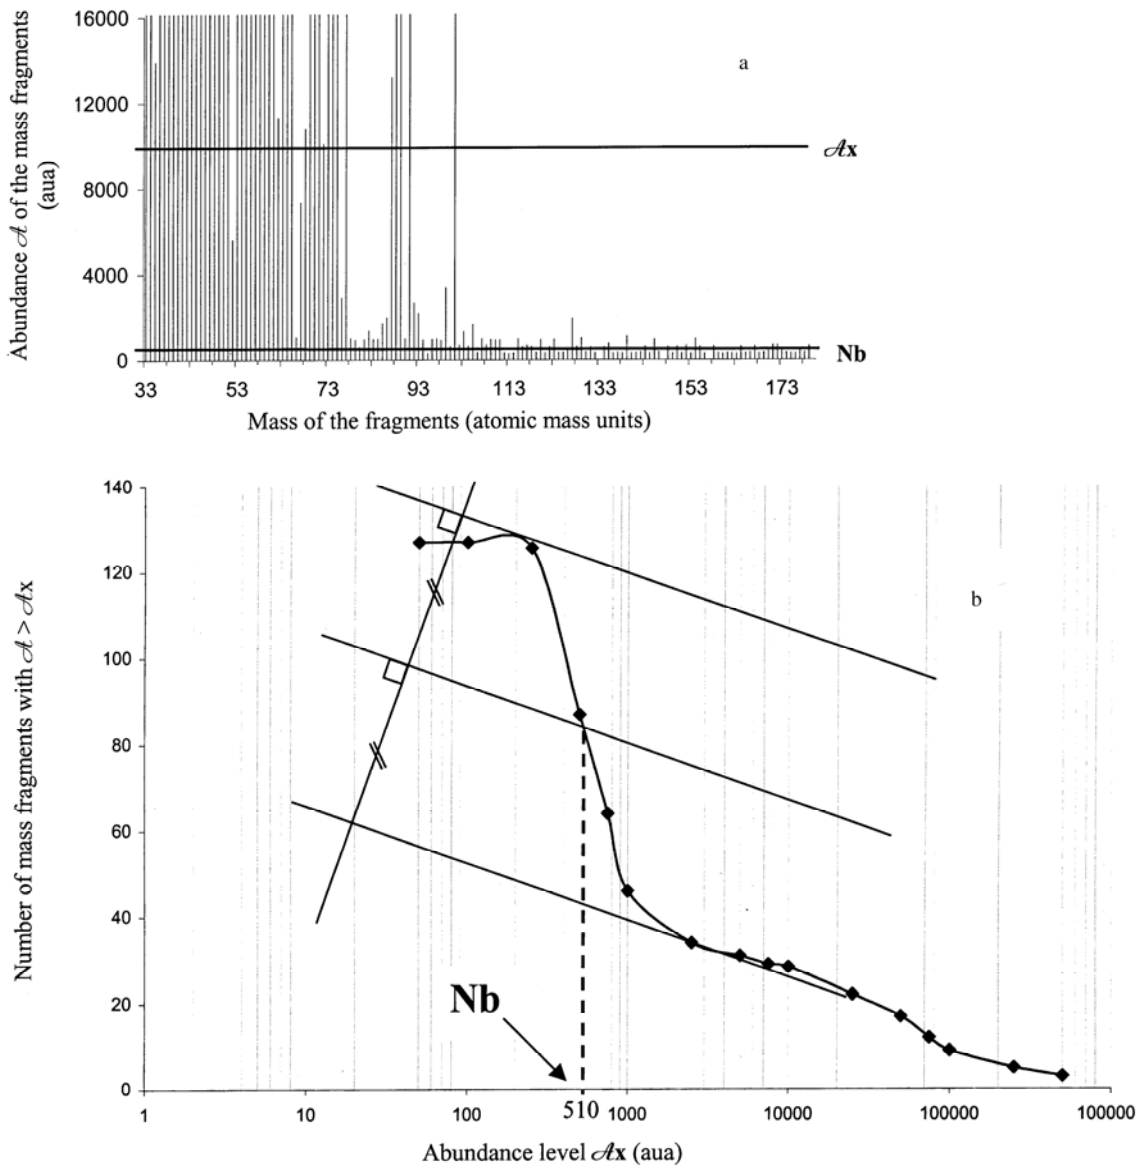 Abundance 𝒜 of the mass fragments
(aua)
16000
12000
8000
4000
0
a
𝒜x
Nb
33 53 73 93 113 133 153 173
Mass of the fragments (atomic mass units)
Number of mass fragments with 𝒜 > 𝒜x
140
120
100
80
60
40
20
0
b
Nb
510
1 10 100 1000 10000 100000 100000
Abundance level 𝒜x (aua)